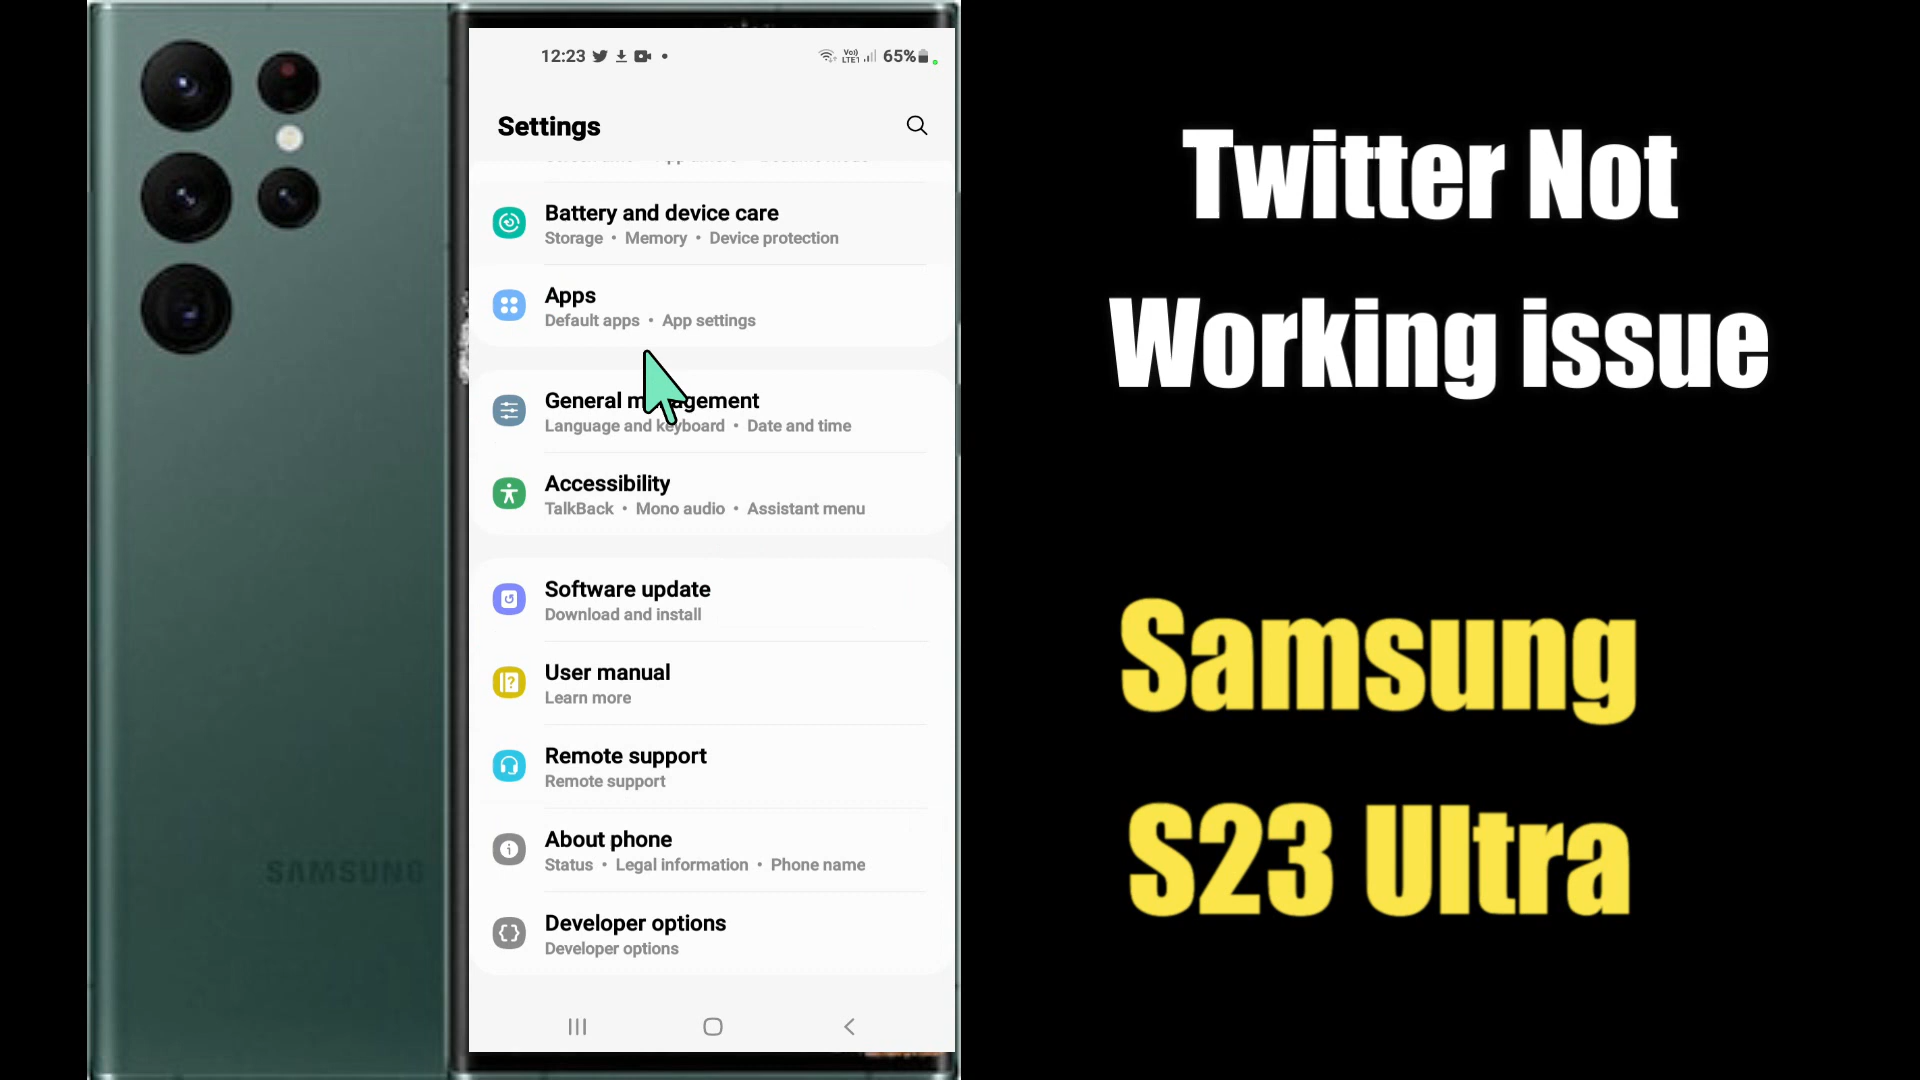 12:23
Vo)) LTE1 65%
Settings
Battery and device care
Storage • Memory • Device protection
Apps
Default apps • App settings
General management
Language and keyboard • Date and time
Accessibility
TalkBack • Mono audio • Assistant menu
Software update
Download and install
User manual
Learn more
Remote support
Remote support
About phone
Status • Legal information • Phone name
Developer options
Developer options
SAMSUNG
Twitter Not
Working issue
Samsung
S23 Ultra